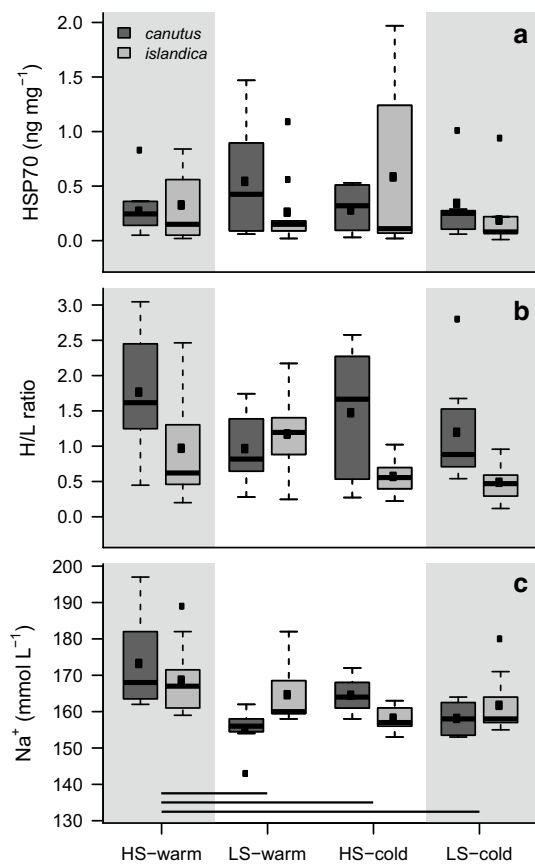 canutus
islandica
a
HSP70 (ng mg⁻¹)
2.0
1.5
1.0
0.5
0.0
b
H/L ratio
3.0
2.5
2.0
1.5
1.0
0.5
0.0
c
Na⁺ (mmol L⁻¹)
200
190
180
170
160
150
140
130
HS−warm LS−warm HS−cold LS−cold